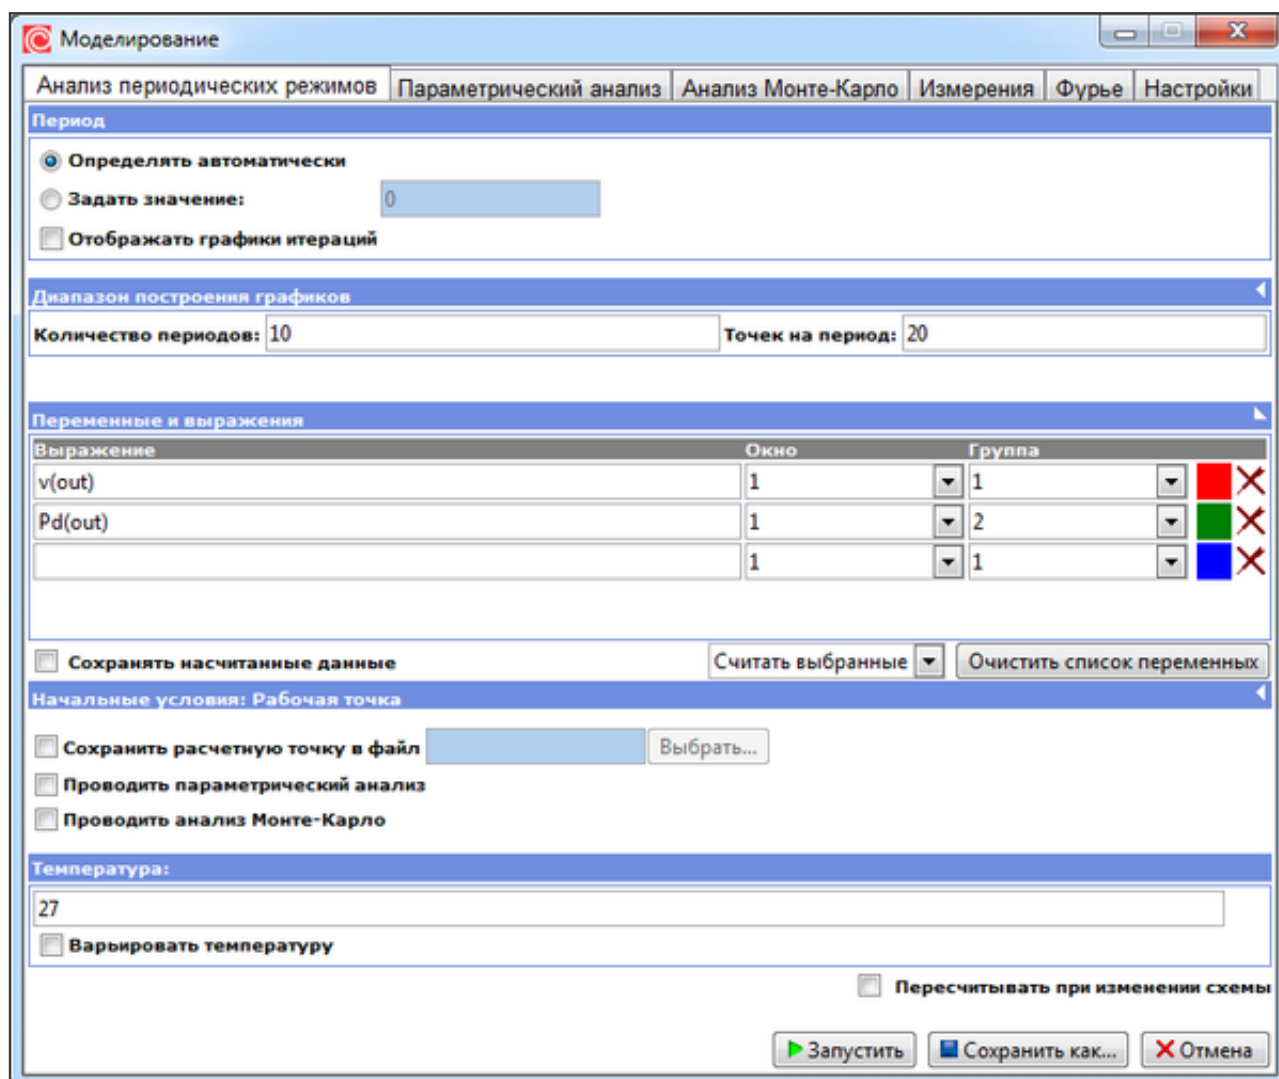 Моделирование
Анализ периодических режимов Параметрический анализ Анализ Монте-Карло Измерения Фурье Настройки
Период
Определять автоматически
Задать значение: 0
Отображать графики итераций
Диапазон построения графиков
Количество периодов: 10 Точек на период: 20
Переменные и выражения
Выражение Окно Группа
v(out) 1 1
Pd(out) 1 2
1 1
Сохранять насчитанные данные Считать выбранные Очистить список переменных
Начальные условия: Рабочая точка
Сохранить расчетную точку в файл Выбрать...
Проводить параметрический анализ
Проводить анализ Монте-Карло
Температура:
27
Варьировать температуру
Пересчитывать при изменении схемы
Запустить Сохранить как... Отмена